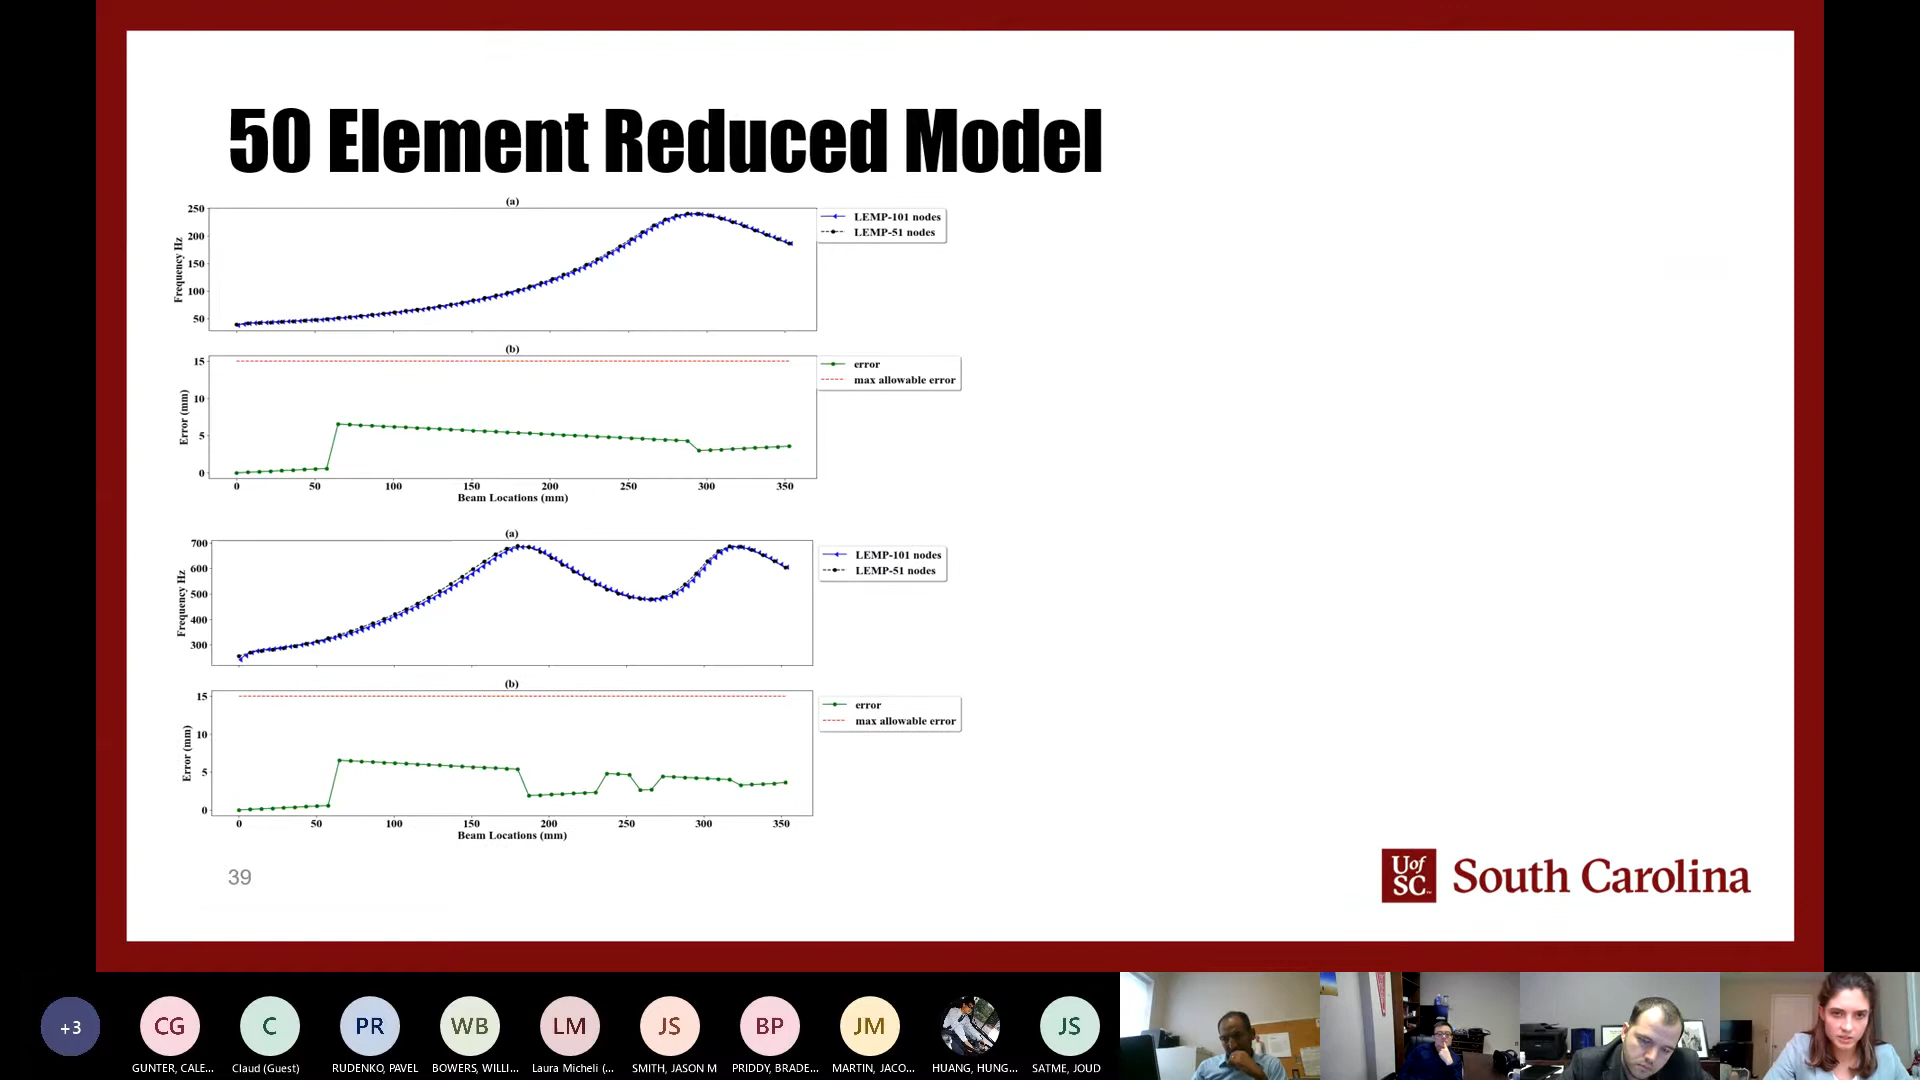 50 Element Reduced Model
(a)
250
200
150
100
50
Frequency Hz
LEMP-101 nodes
LEMP-51 nodes
(b)
15
10
5
0
Error (mm)
error
max allowable error
0 50 100 150 200 250 300 350
Beam Locations (mm)
(a)
700
600
500
400
300
Frequency Hz
LEMP-101 nodes
LEMP-51 nodes
(b)
15
10
5
0
Error (mm)
error
max allowable error
0 50 100 150 200 250 300 350
Beam Locations (mm)
39
UofSC
South Carolina
+3
CG
C
PR
WB
LM
JS
BP
JM
JS
GUNTER, CALE...
Claud (Guest)
RUDENKO, PAVEL
BOWERS, WILLI...
Laura Micheli (...
SMITH, JASON M
PRIDDY, BRADE...
MARTIN, JACO...
HUANG, HUNG...
SATME, JOUD